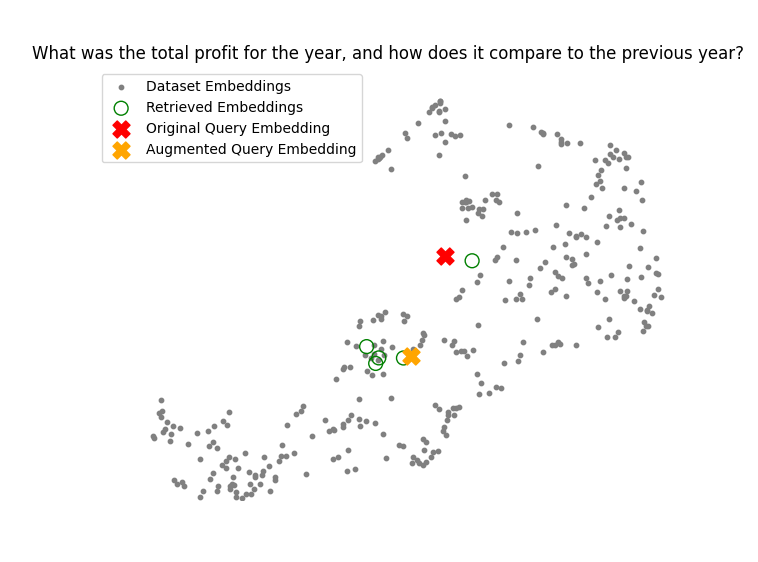 What was the total profit for the year, and how does it compare to the previous year?
Dataset Embeddings
Retrieved Embeddings
Original Query Embedding
Augmented Query Embedding